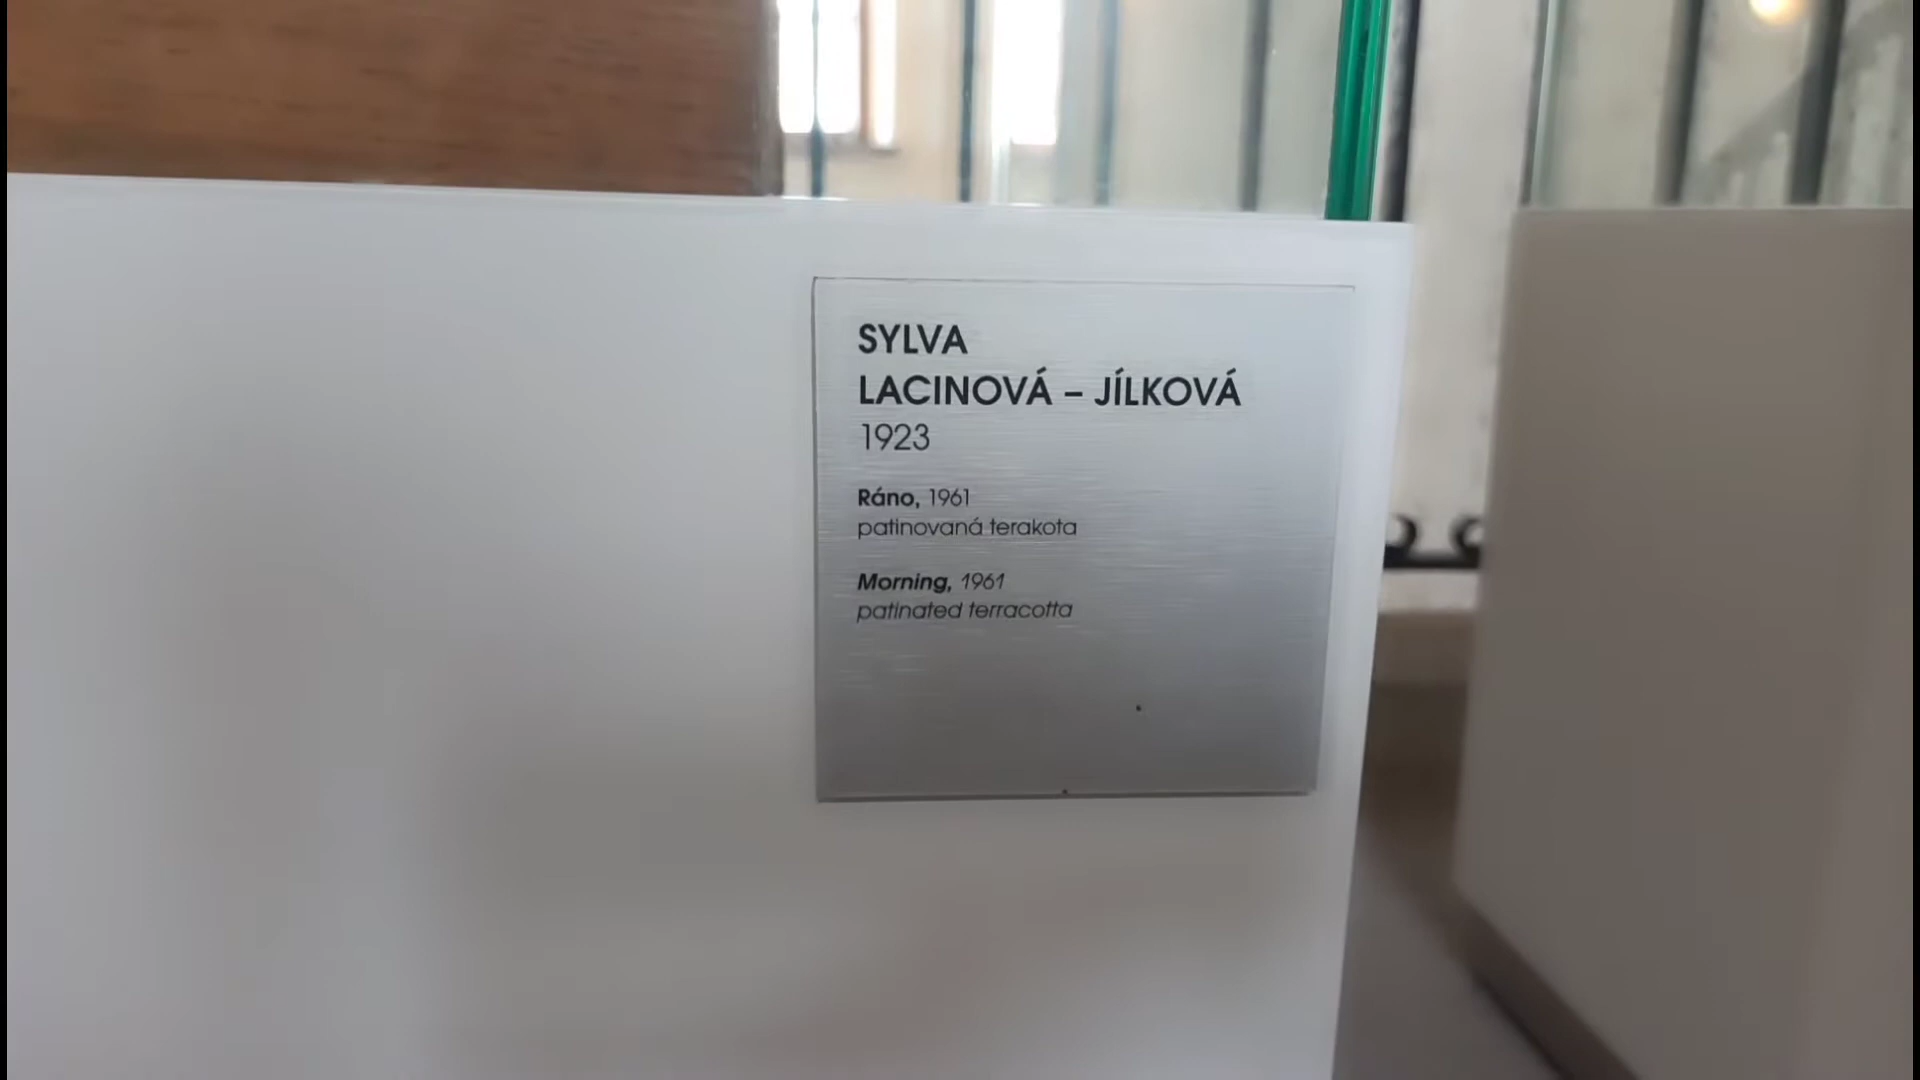 SYLVA
LACINOVÁ – JÍLKOVÁ
1923
Ráno, 1961
patinovaná terakota
Morning, 1961
patinated terracotta